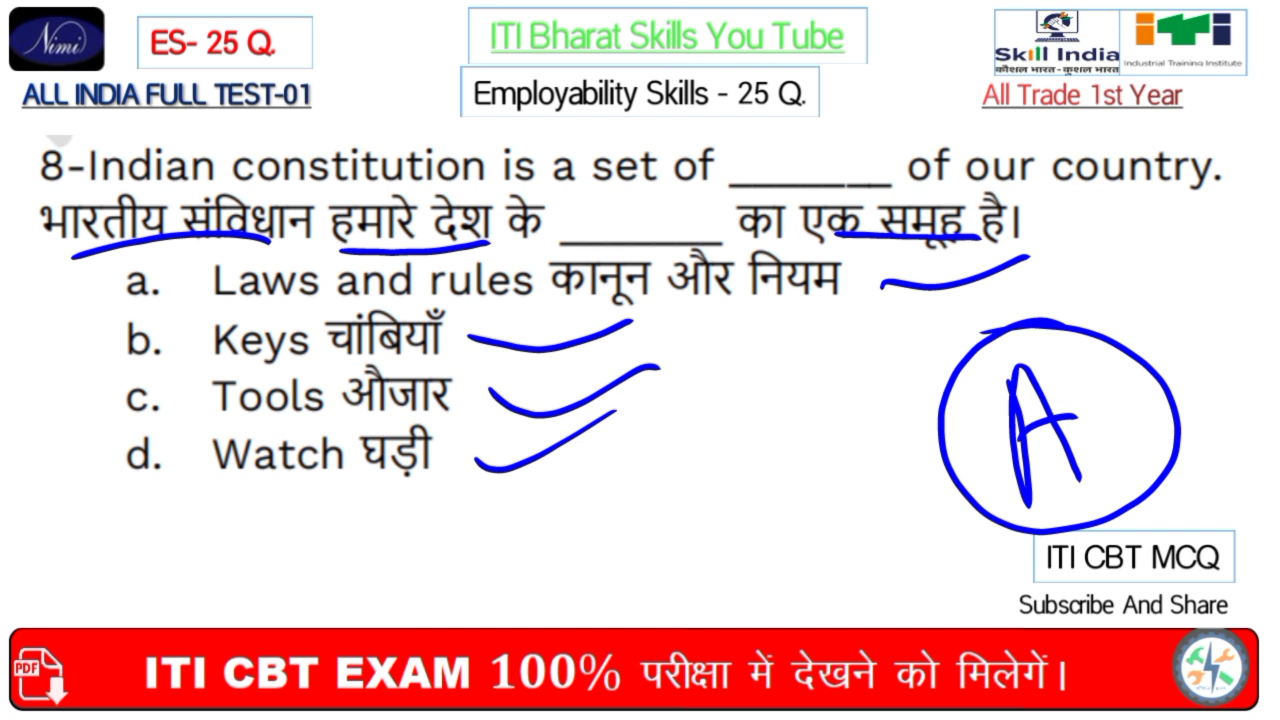 Nimi
ES- 25 Q.
ITI Bharat Skills You Tube
Skill India
कौशल भारत - कुशल भारत
iTi
Industrial Training Institute
ALL INDIA FULL TEST-01
Employability Skills - 25 Q.
All Trade 1st Year
8-Indian constitution is a set of _______ of our country.
भारतीय संविधान हमारे देश के _______ का एक समूह है।
a. Laws and rules कानून और नियम
b. Keys चांबियाँ
c. Tools औजार
d. Watch घड़ी
A
ITI CBT MCQ
Subscribe And Share
PDF
ITI CBT EXAM 100% परीक्षा में देखने को मिलेगें।